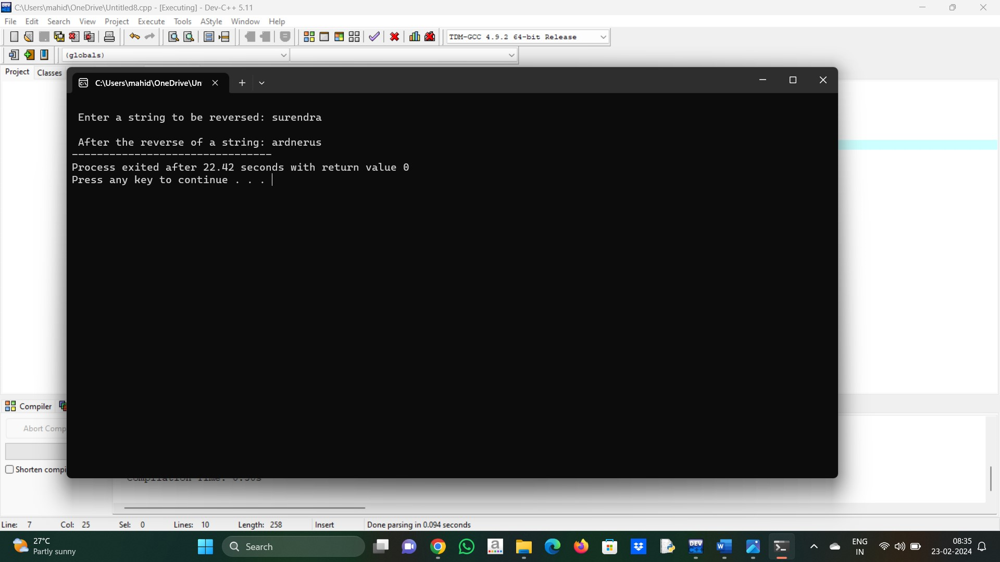 C:\Users\mahid\OneDrive\Untitled8.cpp - [Executing] - Dev-C++ 5.11
File Edit Search View Project Execute Tools AStyle Window Help
TDM-GCC 4.9.2 64-bit Release
(globals)
Project Classes
C:\Users\mahid\OneDrive\Un
Enter a string to be reversed: surendra
After the reverse of a string: ardnerus
--------------------------------
Process exited after 22.42 seconds with return value 0
Press any key to continue . . .
Compiler
Abort Comp
Shorten compi
Line: 7 Col: 25 Sel: 0 Lines: 10 Length: 258 Insert Done parsing in 0.094 seconds
27°C
Partly sunny
Search
DEV
ENG
IN
08:35
23-02-2024